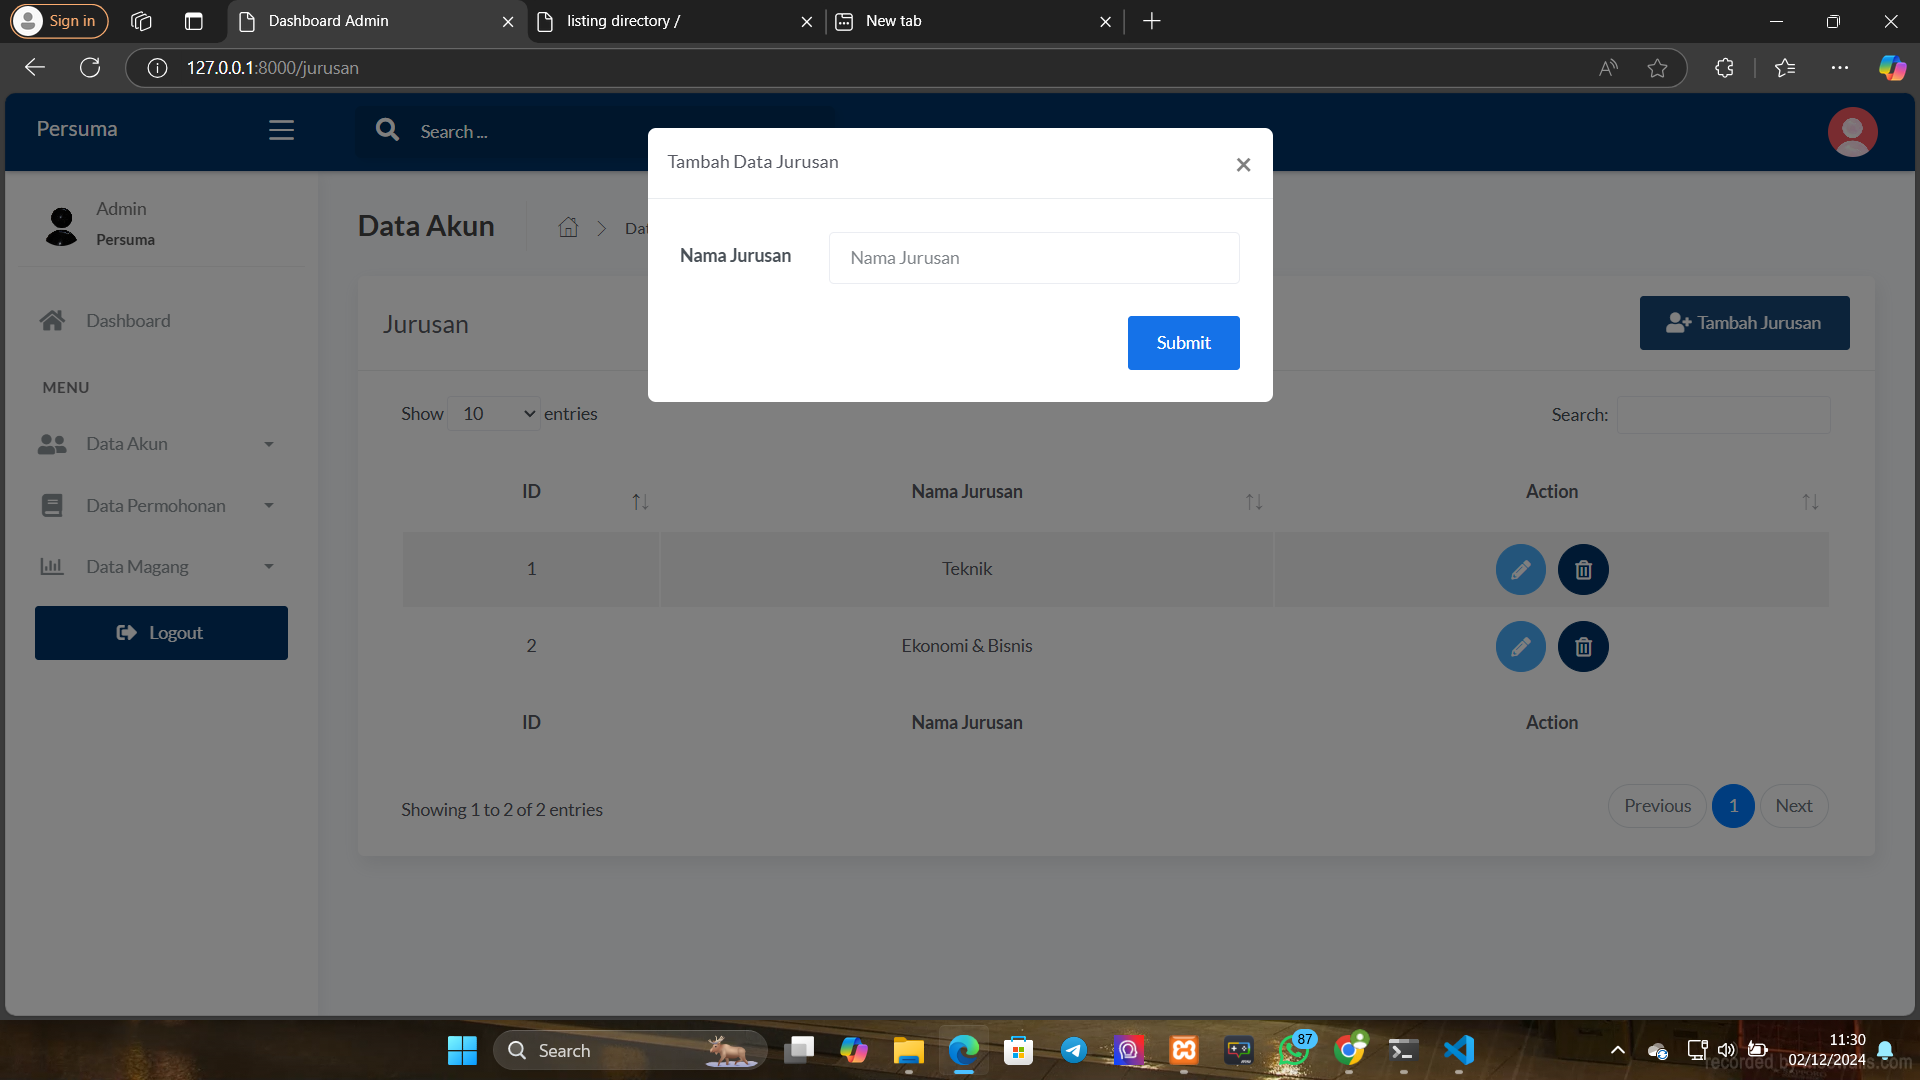 Sign in
Dashboard Admin
listing directory /
New tab
127.0.0.1:8000/jurusan
Persuma
Search ...
Tambah Data Jurusan
Nama Jurusan
Nama Jurusan
Submit
Admin
Persuma
Data Akun
Dashboard
MENU
Data Akun
Data Permohonan
Data Magang
Logout
Jurusan
Tambah Jurusan
Show 10 entries
Search:
ID Nama Jurusan Action
1 Teknik
2 Ekonomi & Bisnis
ID Nama Jurusan Action
Showing 1 to 2 of 2 entries
Previous 1 Next
Search
87
11:30
02/12/2024